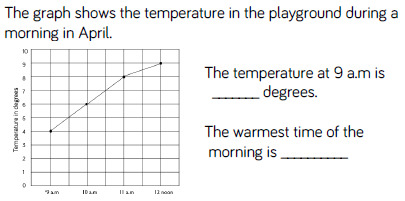 The graph shows the temperature in the playground during a
morning in April.
Temperature in degrees
10
9
8
7
6
5
4
3
2
1
0
9 a.m 10 a.m 11 a.m 12 noon
The temperature at 9 a.m is
_______ degrees.
The warmest time of the
morning is __________